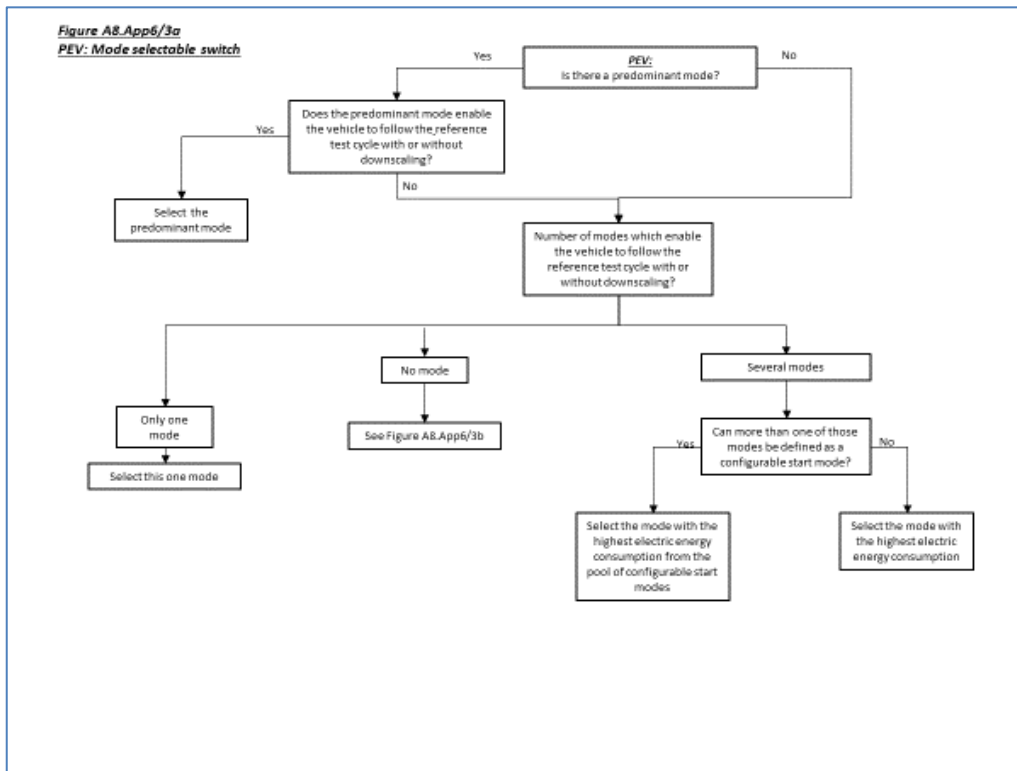 Figure A8.App6/3a
PEV: Mode selectable switch
Yes
PEV:
Is there a predominant mode?
No
Does the predominant mode enable
the vehicle to follow the reference
test cycle with or without
downscaling?
Yes
No
Select the
predominant mode
Number of modes which enable
the vehicle to follow the
reference test cycle with or
without downscaling?
No mode
Several modes
Only one
mode
See Figure A8.App6/3b
Can more than one of those
modes be defined as a
configurable start mode?
Yes
No
Select this one mode
Select the mode with the
highest electric energy
consumption from the
pool of configurable start
modes
Select the mode with
the highest electric
energy consumption